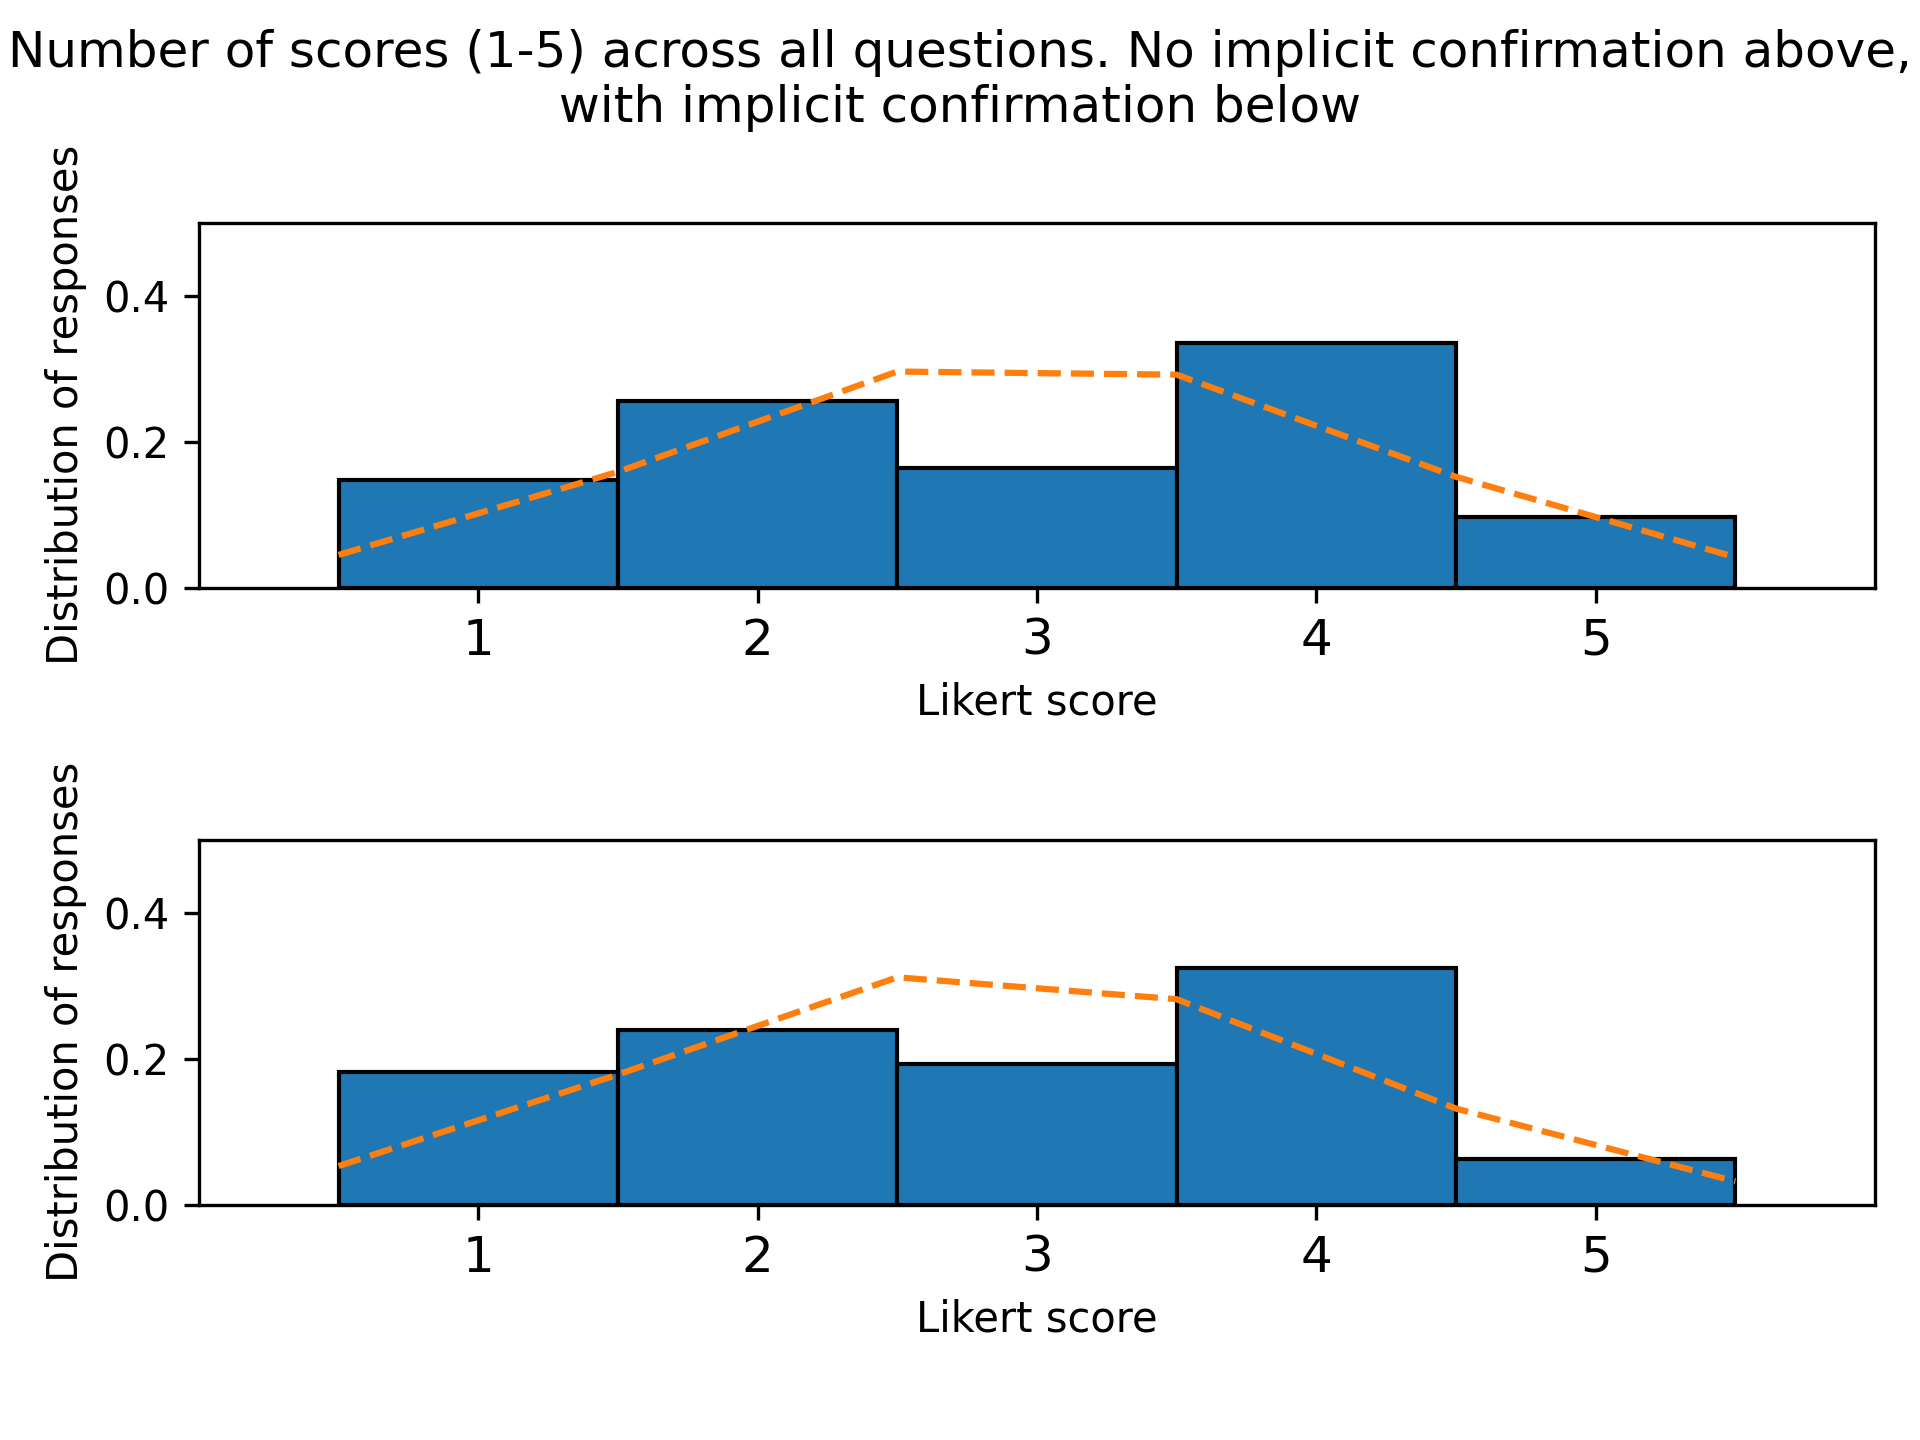 Number of scores (1-5) across all questions. No implicit confirmation above,
with implicit confirmation below
Distribution of responses
0.4
0.2
0.0
1 2 3 4 5
Likert score
Distribution of responses
0.4
0.2
0.0
1 2 3 4 5
Likert score